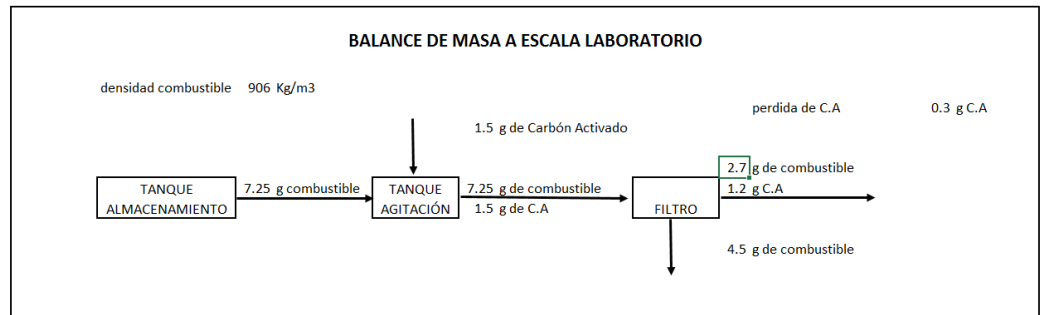 BALANCE DE MASA A ESCALA LABORATORIO
densidad combustible 906 Kg/m3
perdida de C.A 0.3 g C.A
1.5 g de Carbón Activado
TANQUE ALMACENAMIENTO
7.25 g combustible
TANQUE AGITACIÓN
7.25 g de combustible
1.5 g de C.A
FILTRO
2.7 g de combustible
1.2 g C.A
4.5 g de combustible